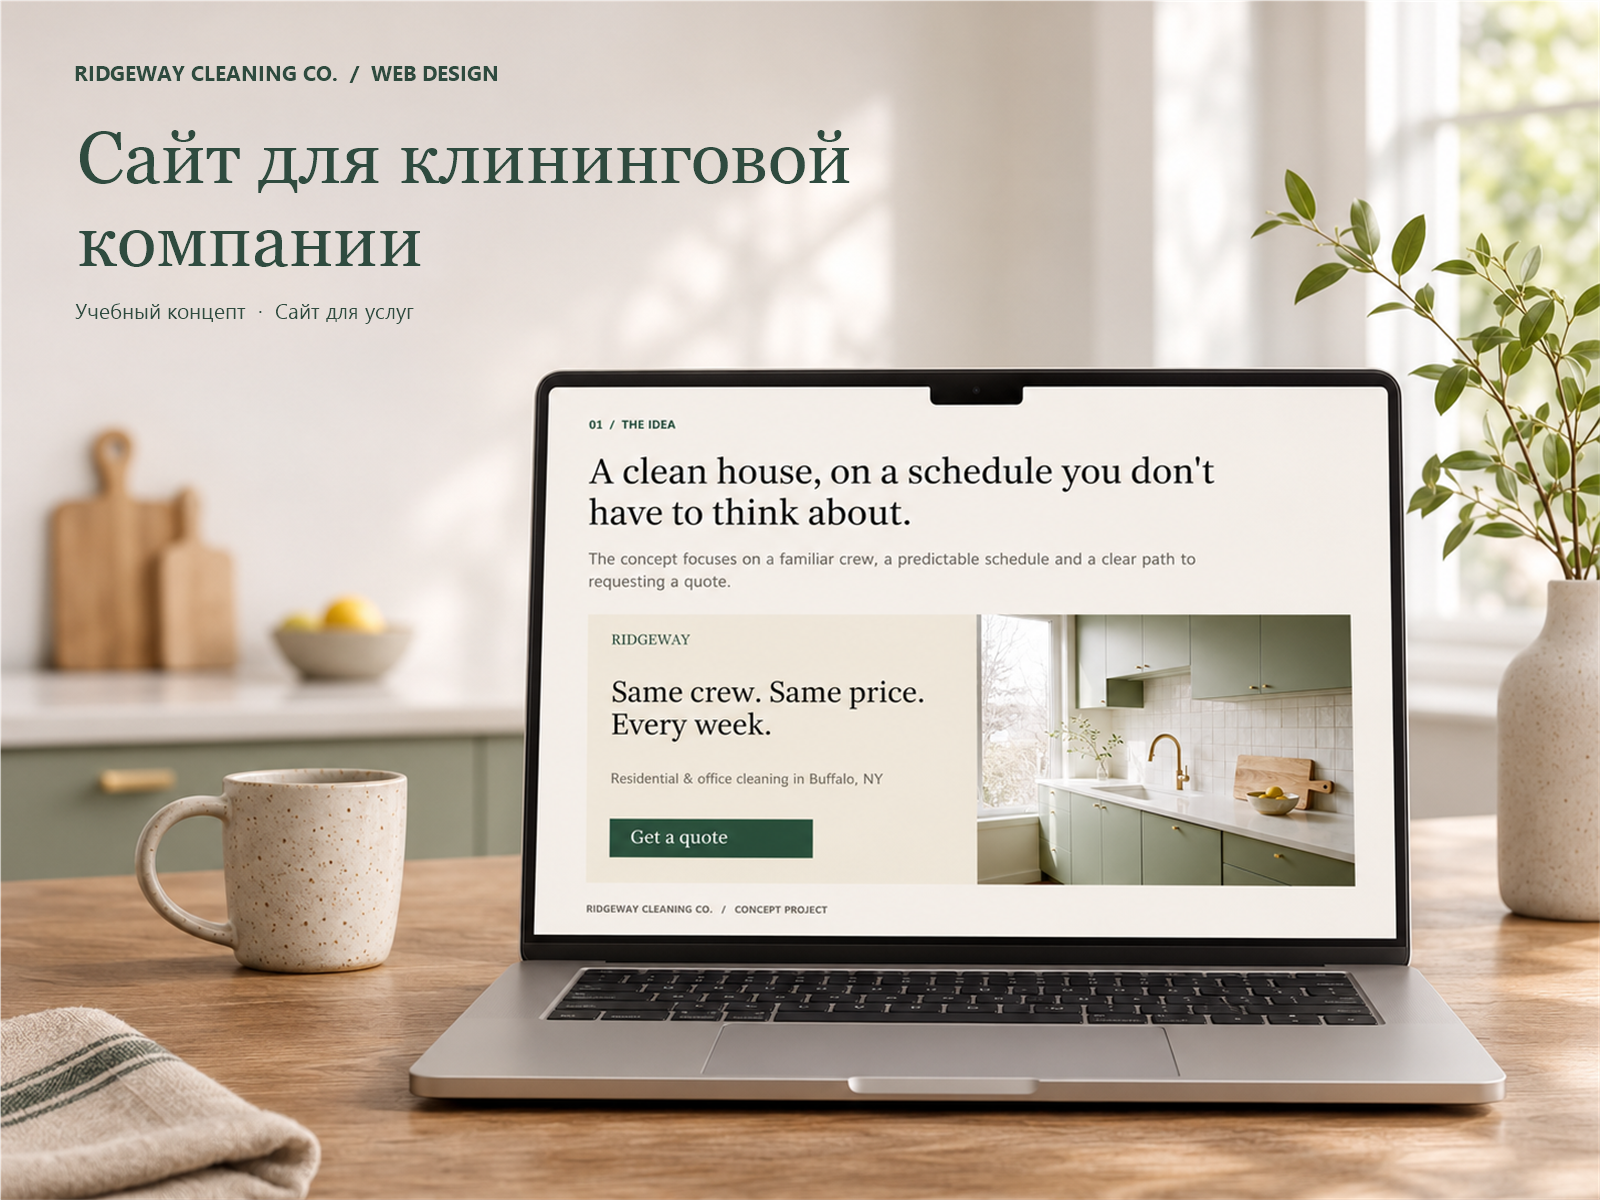 RIDGEWAY CLEANING CO. / WEB DESIGN
Сайт для клининговой
компании
Учебный концепт · Сайт для услуг
01 / THE IDEA
A clean house, on a schedule you don't
have to think about.
The concept focuses on a familiar crew, a predictable schedule and a clear path to
requesting a quote.
RIDGEWAY
Same crew. Same price.
Every week.
Residential & office cleaning in Buffalo, NY
Get a quote
RIDGEWAY CLEANING CO. / CONCEPT PROJECT